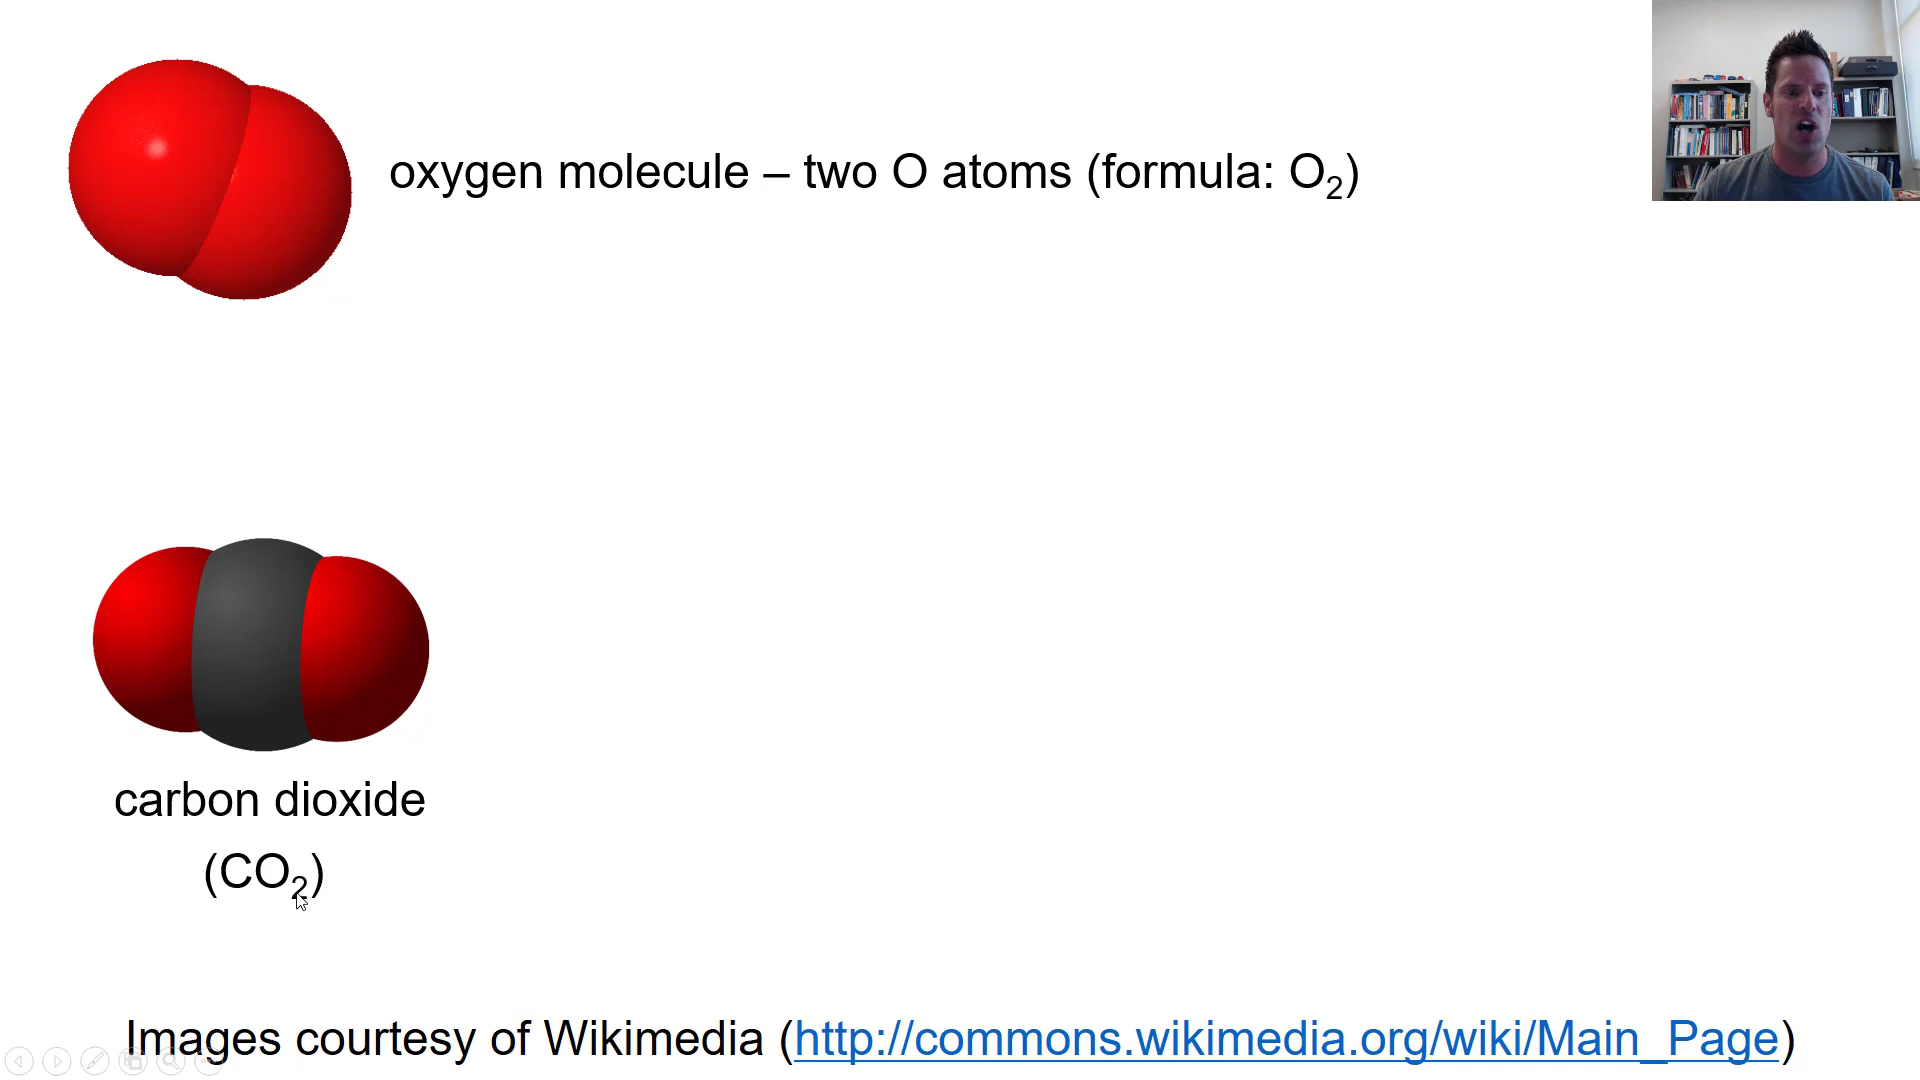 oxygen molecule – two O atoms (formula: O₂)
carbon dioxide
(CO₂)
Images courtesy of Wikimedia (http://commons.wikimedia.org/wiki/Main_Page)